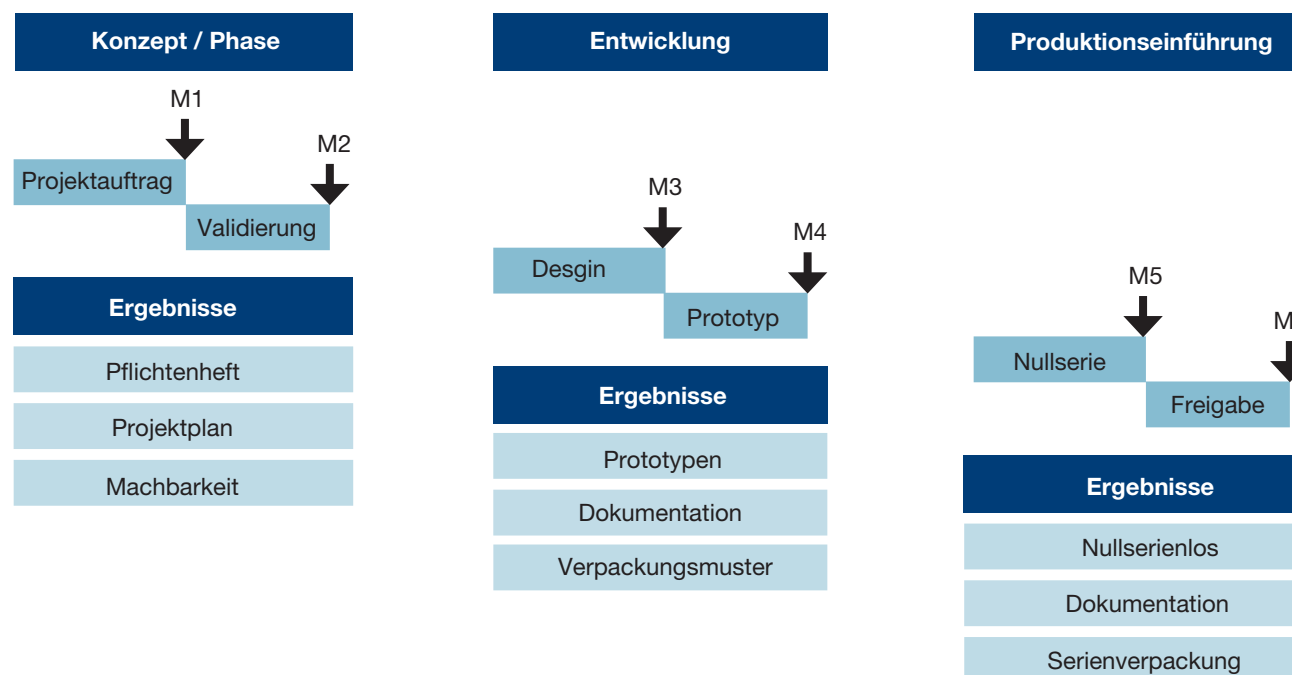 Konzept / Phase
M1
M2
Projektauftrag
Validierung
Ergebnisse
Pflichtenheft
Projektplan
Machbarkeit
Entwicklung
M3
M4
Desgin
Prototyp
Ergebnisse
Prototypen
Dokumentation
Verpackungsmuster
Produktionseinführung
M5
M
Nullserie
Freigabe
Ergebnisse
Nullserienlos
Dokumentation
Serienverpackung